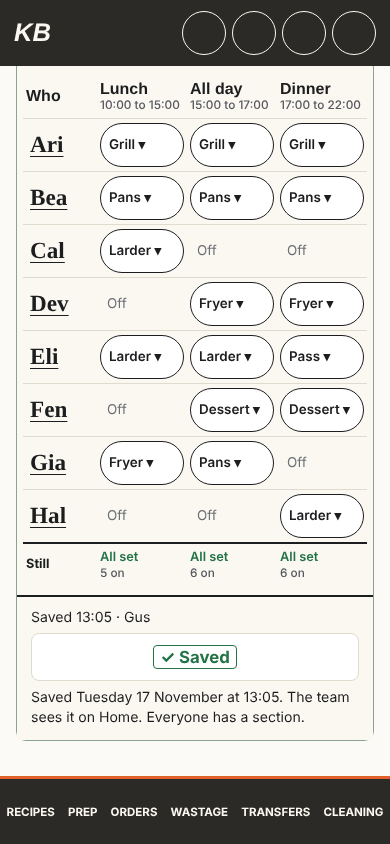 KB
Who Lunch All day Dinner
10:00 to 15:00 15:00 to 17:00 17:00 to 22:00
Ari Grill ▾ Grill ▾ Grill ▾
Bea Pans ▾ Pans ▾ Pans ▾
Cal Larder ▾ Off Off
Dev Off Fryer ▾ Fryer ▾
Eli Larder ▾ Larder ▾ Pass ▾
Fen Off Dessert ▾ Dessert ▾
Gia Fryer ▾ Pans ▾ Off
Hal Off Off Larder ▾
Still All set All set All set
5 on 6 on 6 on
Saved 13:05 · Gus
✓ Saved
Saved Tuesday 17 November at 13:05. The team
sees it on Home. Everyone has a section.
RECIPES PREP ORDERS WASTAGE TRANSFERS CLEANING